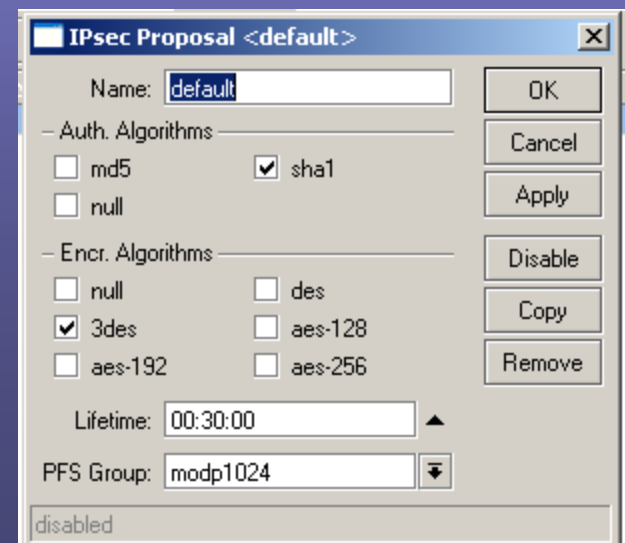 IPsec Proposal <default>
Name: default
OK
Auth. Algorithms
Cancel
md5 sha1
Apply
null
Encr. Algorithms
Disable
null des
Copy
3des aes-128
Remove
aes-192 aes-256
Lifetime: 00:30:00
PFS Group: modp1024
disabled